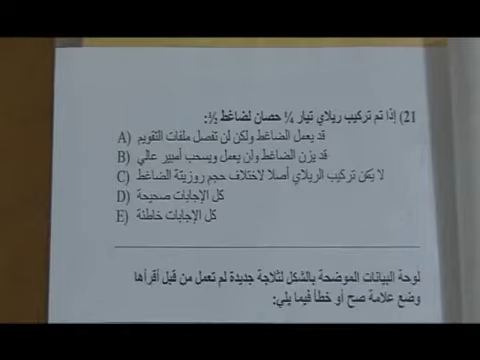 21) إذا تم تركيب ريلاي تيار ¼ حصان لضاغط ½:
A) قد يعمل الضاغط ولكن لن تفصل ملفات التقويم
B) قد يزن الضاغط وأن يعمل ويسحب أمبير عالي
C) لا يكن تركيب الريلاي أصلا لاختلاف حجم روزيتة الضاغط
D) كل الإجابات صحيحة
E) كل الإجابات خاطئة
لوحة البيانات الموضحة بالشكل لثلاجة جديدة لم تعمل من قبل أقرأها
وضع علامة صح أو خطأ فيما يلي: